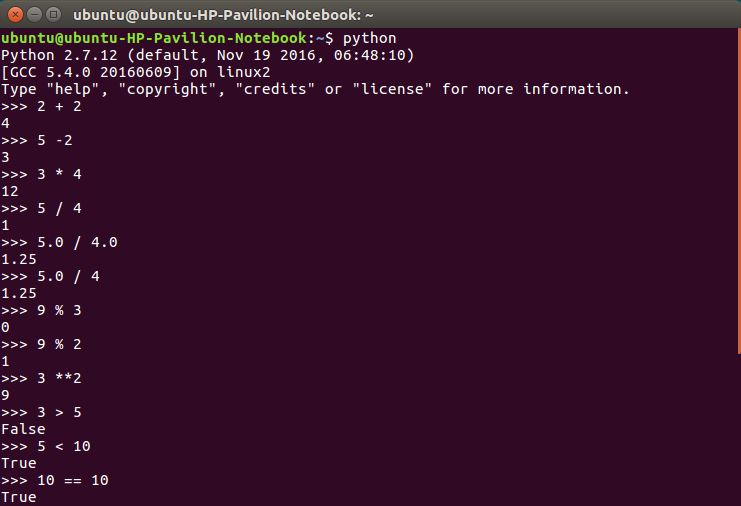 ubuntu@ubuntu-HP-Pavilion-Notebook: ~
ubuntu@ubuntu-HP-Pavilion-Notebook:~$ python
Python 2.7.12 (default, Nov 19 2016, 06:48:10)
[GCC 5.4.0 20160609] on linux2
Type "help", "copyright", "credits" or "license" for more information.
>>> 2 + 2
4
>>> 5 -2
3
>>> 3 * 4
12
>>> 5 / 4
1
>>> 5.0 / 4.0
1.25
>>> 5.0 / 4
1.25
>>> 9 % 3
0
>>> 9 % 2
1
>>> 3 **2
9
>>> 3 > 5
False
>>> 5 < 10
True
>>> 10 == 10
True